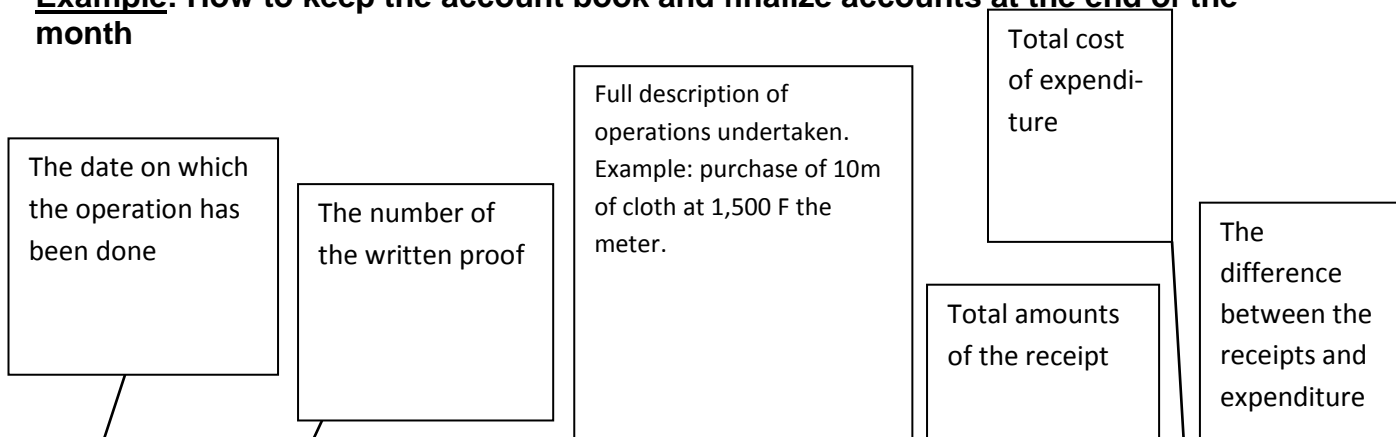 Example: How to keep the account book and finalize accounts at the end of the
month
The date on which
the operation has
been done
The number of
the written proof
Full description of
operations undertaken.
Example: purchase of 10m
of cloth at 1,500 F the
meter.
Total amounts
of the receipt
Total cost
of expendi-
ture
The
difference
between the
receipts and
expenditure